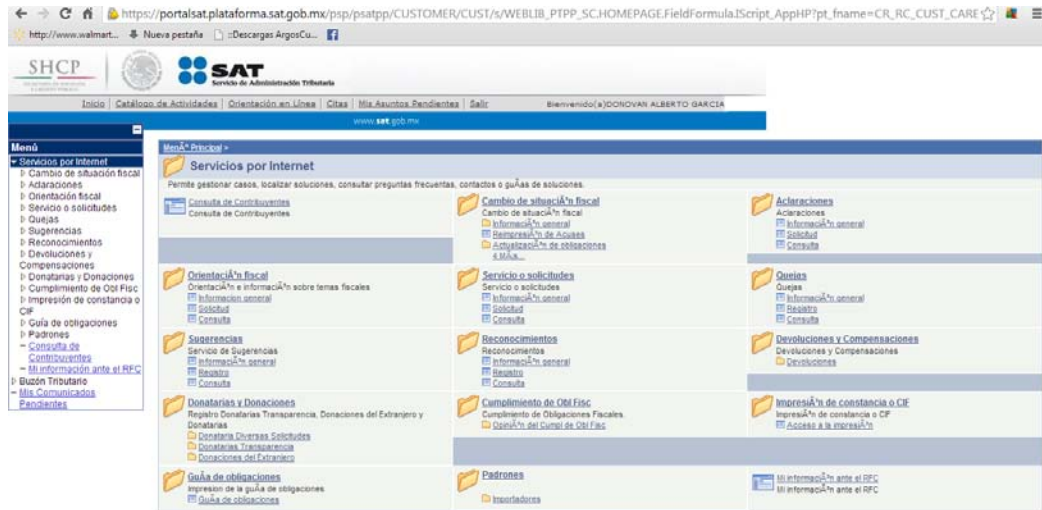 https://portalsat.plataforma.sat.gob.mx/psp/psatpp/CUSTOMER/CUST/s/WEBLIB_PTPP_SC.HOMEPAGE.FieldFormula.IScript_AppHP?pt_fname=CR_RC_CUST_CARE
http://www.walmart... Nueva pestaña ::Descargas ArgosCu...
SHCP SAT
Servicio de Administración Tributaria
Inicio | Catálogo de Actividades | Orientación en Línea | Citas | Mis Asuntos Pendientes | Salir Bienvenido(a)DONOVAN ALBERTO GARCIA
www.sat.gob.mx
Menú
Servicios por Internet
Cambio de situación fiscal
Aclaraciones
Orientación fiscal
Servicio o solicitudes
Quejas
Sugerencias
Reconocimientos
Devoluciones y
Compensaciones
Donatarias y Donaciones
Cumplimiento de Obl Fisc
Impresión de constancia o
CIF
Guía de obligaciones
Padrones
Consulta de
Contribuyentes
Mi información ante el RFC
Buzón Tributario
Mis Comunicados
Pendientes
MenÃº Principal >
Servicios por Internet
Permite gestionar casos, localizar soluciones, consultar preguntas frecuentas, contactos o guÃas de soluciones.
Consulta de Contribuyentes
Consulta de Contribuyentes
Cambio de situaciÃ³n fiscal
Cambio de situaciÃ³n fiscal
InformaciÃ³n general
ReimpresiÃ³n de Acuses
ActualizaciÃ³n de obligaciones
4 MÃs...
Aclaraciones
Aclaraciones
InformaciÃ³n general
Solicitud
Consulta
OrientaciÃ³n fiscal
OrientaciÃ³n e informaciÃ³n sobre temas fiscales
Informacion general
Solicitud
Consulta
Servicio o solicitudes
Servicio o solicitudes
InformaciÃ³n general
Solicitud
Consulta
Quejas
Quejas
InformaciÃ³n general
Registro
Consulta
Sugerencias
Servicio de Sugerencias
InformaciÃ³n general
Registro
Consulta
Reconocimientos
Reconocimientos
InformaciÃ³n general
Registro
Consulta
Devoluciones y Compensaciones
Devoluciones y Compensaciones
Devoluciones
Donatarias y Donaciones
Registro Donatarias Transparencia, Donaciones del Extranjero y
Donatarias
Donataria Diversas Solicitudes
Donatarias Transparencia
Donaciones del Extranjero
Cumplimiento de Obl Fisc
Cumplimiento de Obligaciones Fiscales.
OpiniÃ³n del Cumpl de Obl Fisc
ImpresiÃ³n de constancia o CIF
ImpresiÃ³n de constancia o CIF
Acceso a la impresiÃ³n
GuÃa de obligaciones
Impresion de la guÃa de obligaciones
GuÃa de obligaciones
Padrones
Importadores
Mi informaciÃ³n ante el RFC
Mi informaciÃ³n ante el RFC